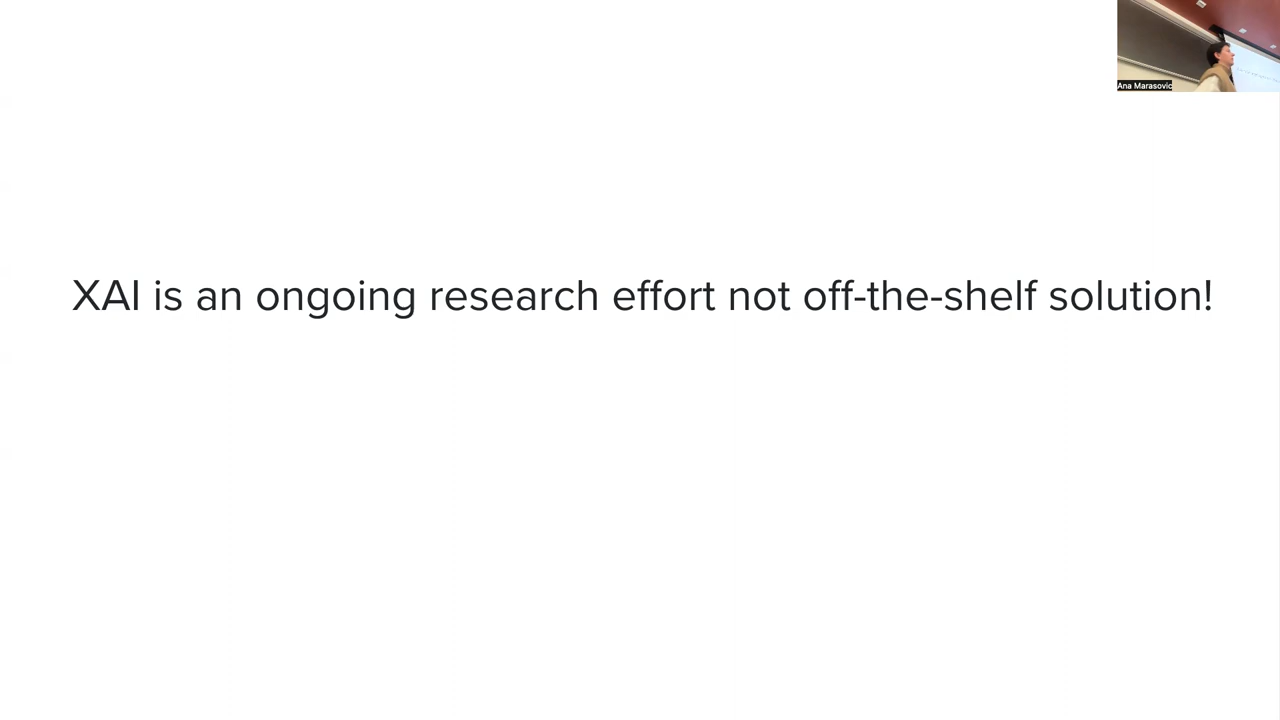 Ana Marasovic
XAI is an ongoing research effort not off-the-shelf solution!